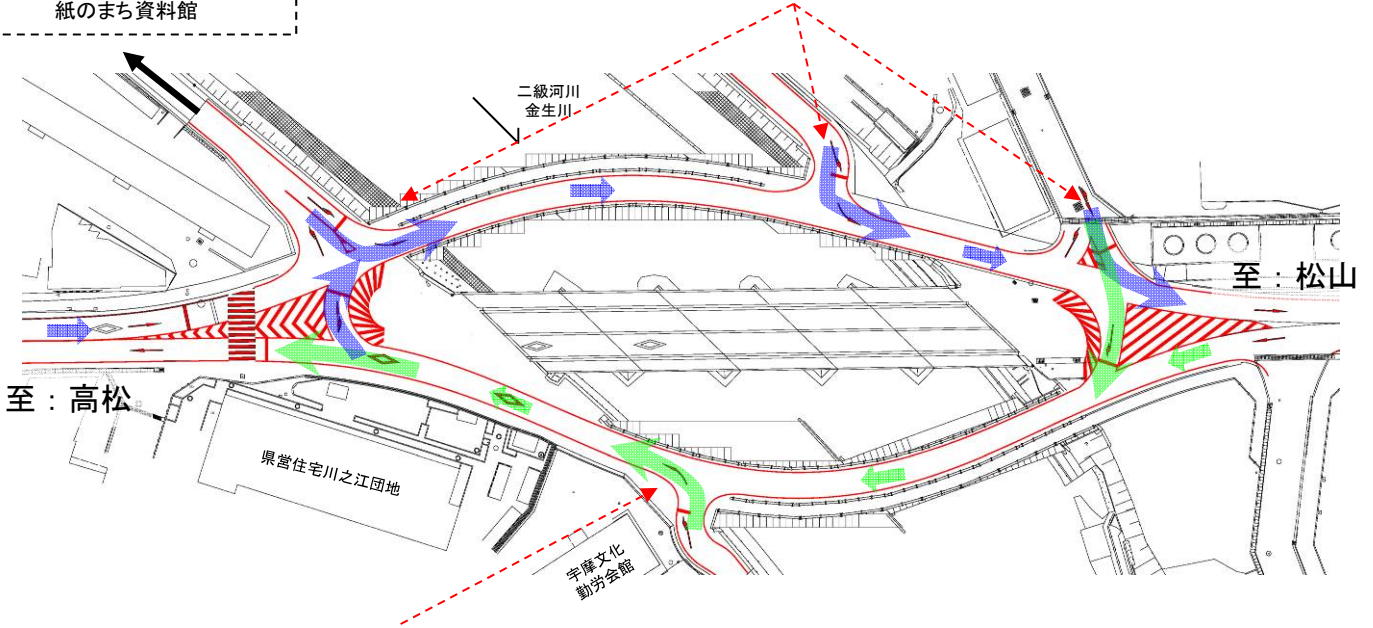 紙のまち資料館
二級河川
金生川
至：松山
至：高松
県営住宅川之江団地
宇摩文化
勤労会館